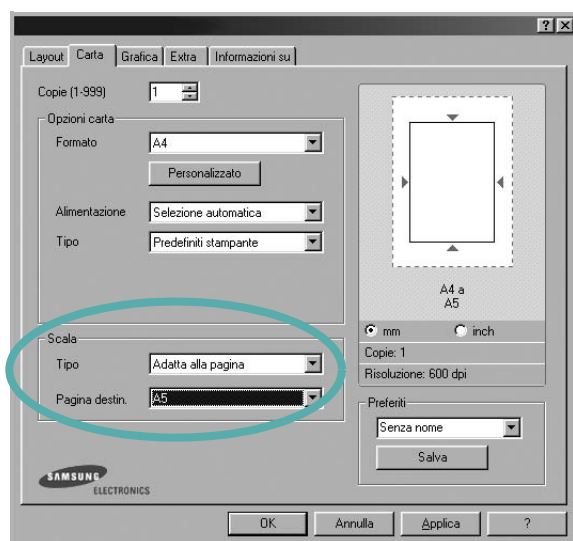 ? X
Layout Carta Grafica Extra Informazioni su
Copie (1-999) 1
Opzioni carta
Formato A4
Personalizzato
Alimentazione Selezione automatica
Tipo Predefiniti stampante
A4 a
A5
mm inch
Copie: 1
Risoluzione: 600 dpi
Scala
Tipo Adatta alla pagina
Pagina destin. A5
Preferiti
Senza nome
Salva
SAMSUNG
ELECTRONICS
OK Annulla Applica ?